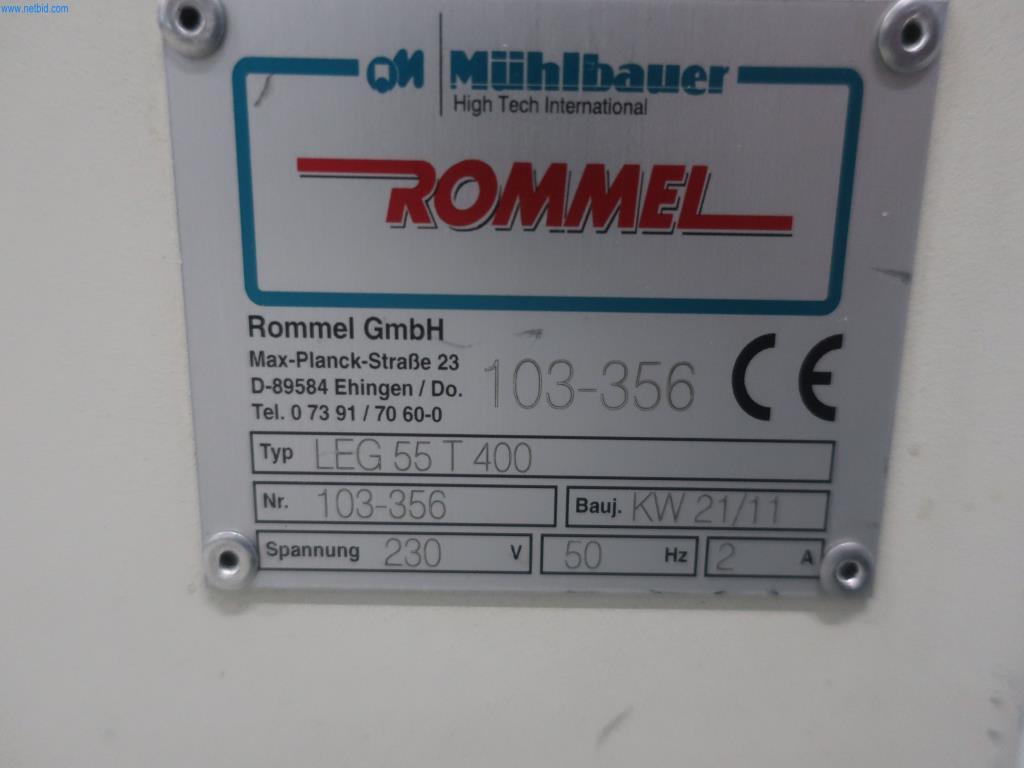 www.netbid.com
Mühlbauer
High Tech International
ROMMEL
Rommel GmbH
Max-Planck-Straße 23
D-89584 Ehingen / Do.
Tel. 0 73 91 / 70 60-0
103-356
CE
Typ LEG 55 T 400
Nr. 103-356 Bauj. KW 21/11
Spannung 230 V 50 Hz 2 A